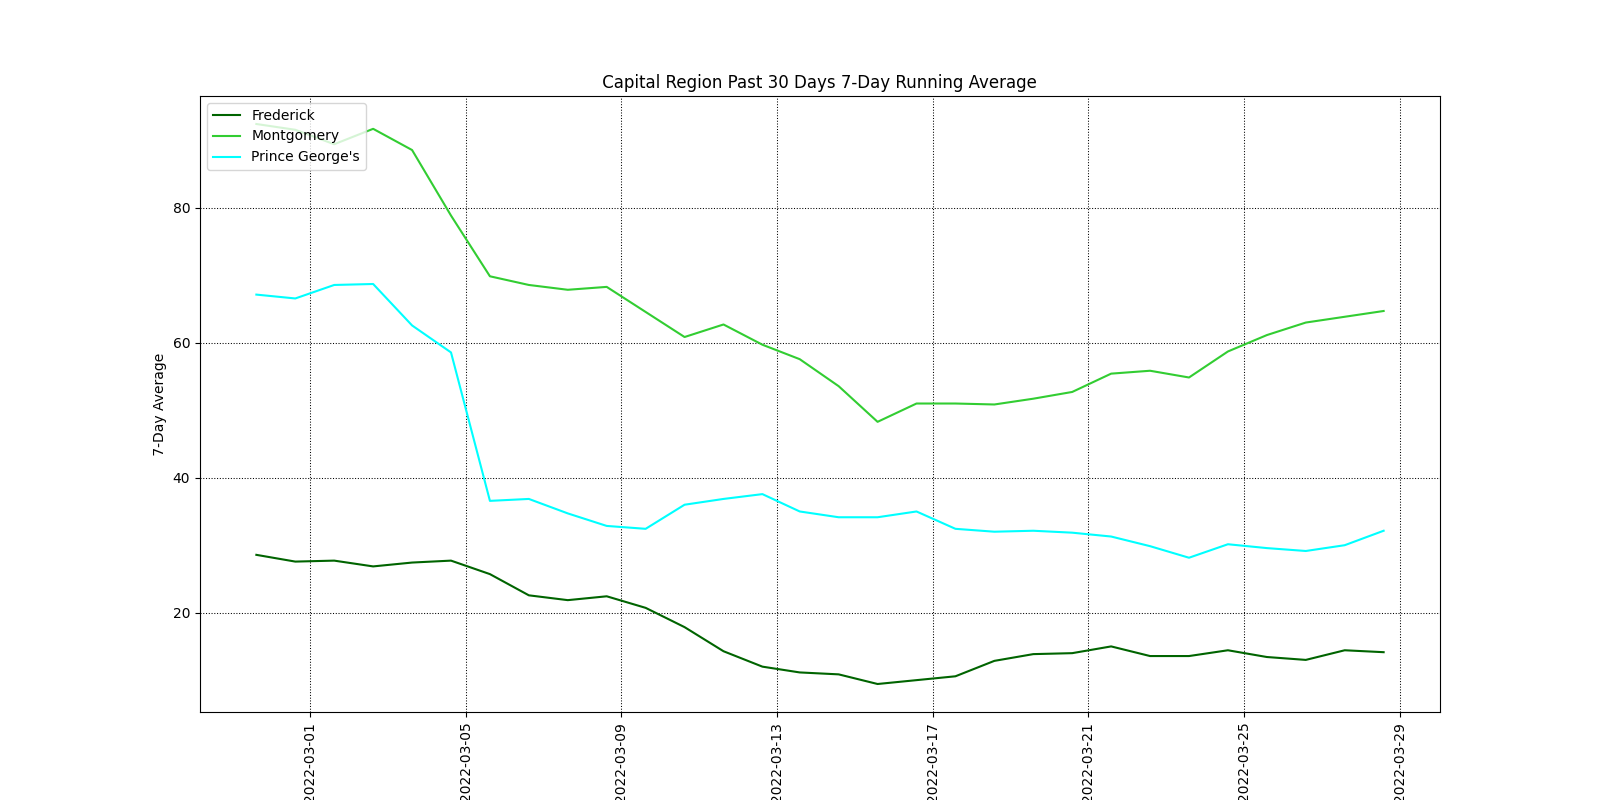 Capital Region Past 30 Days 7-Day Running Average
Frederick
Montgomery
Prince George's
7-Day Average
80
60
40
20
2022-03-01
2022-03-05
2022-03-09
2022-03-13
2022-03-17
2022-03-21
2022-03-25
2022-03-29